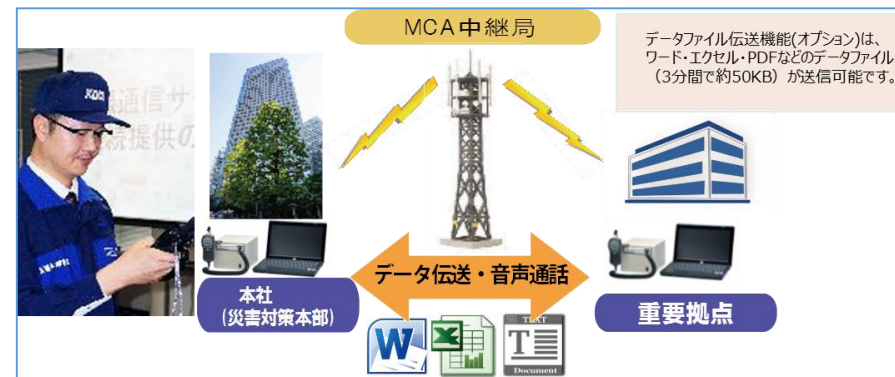 MCA中継局
データファイル伝送機能(オプション)は、
ワード・エクセル・PDFなどのデータファイル
（3分間で約50KB）が送信可能です。
データ伝送・音声通話
本社
(災害対策本部)
重要拠点
W
X
TEXT
T
Document